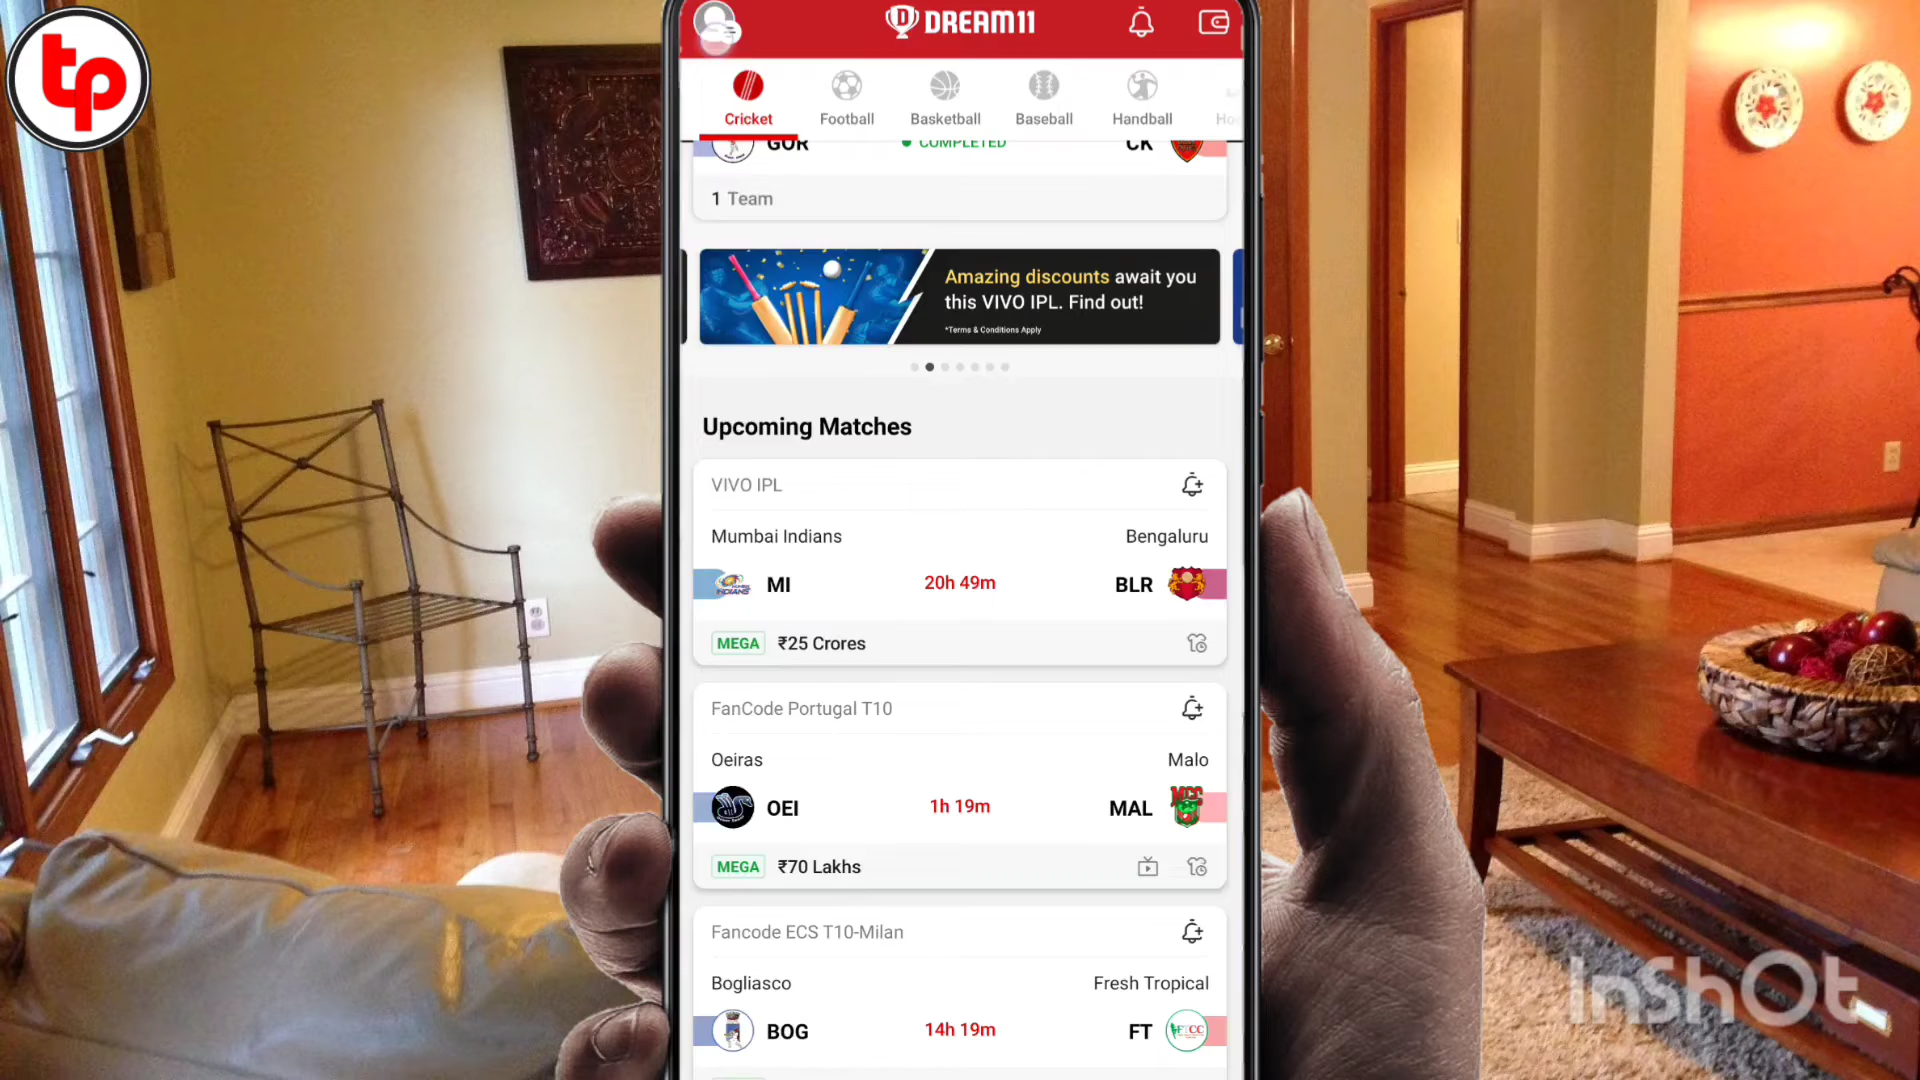 tp
DREAM11
Cricket
Football
Basketball
Baseball
Handball
GOR
COMPLETED
CK
1 Team
Amazing discounts await you
this VIVO IPL. Find out!
*Terms & Conditions Apply
Upcoming Matches
VIVO IPL
Mumbai Indians
Bengaluru
MI
20h 49m
BLR
MEGA ₹25 Crores
FanCode Portugal T10
Oeiras
Malo
OEI
1h 19m
MAL
MCC
MEGA ₹70 Lakhs
Fancode ECS T10-Milan
Bogliasco
Fresh Tropical
BOG
14h 19m
FT
FTCC
InShOt